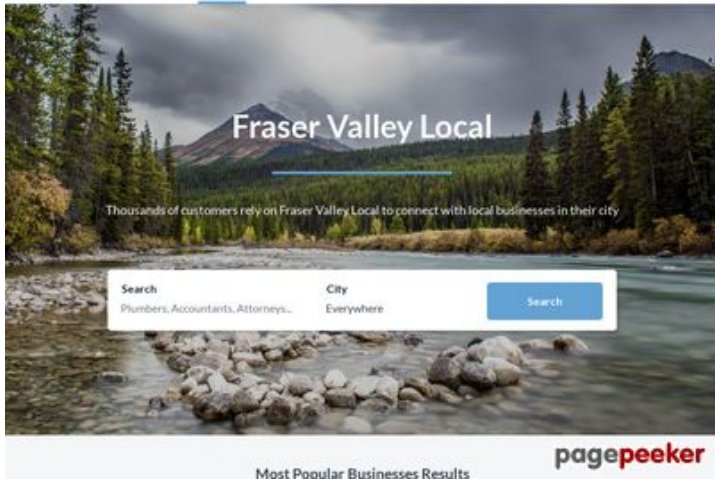 Fraser Valley Local
Thousands of customers rely on Fraser Valley Local to connect with local businesses in their city
Search
City
Plumbers, Accountants, Attorneys...
Everywhere
Search
pagepeeker
Most Popular Businesses Results